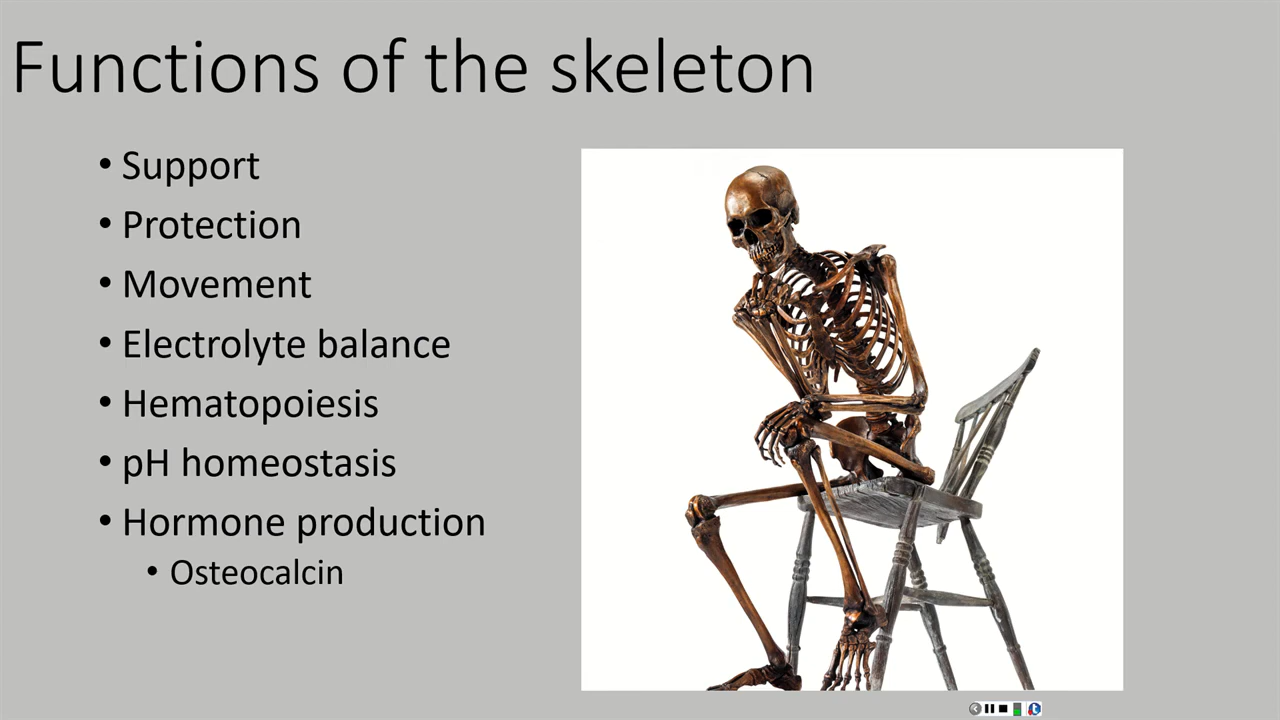 Functions of the skeleton
• Support
• Protection
• Movement
• Electrolyte balance
• Hematopoiesis
• pH homeostasis
• Hormone production
• Osteocalcin